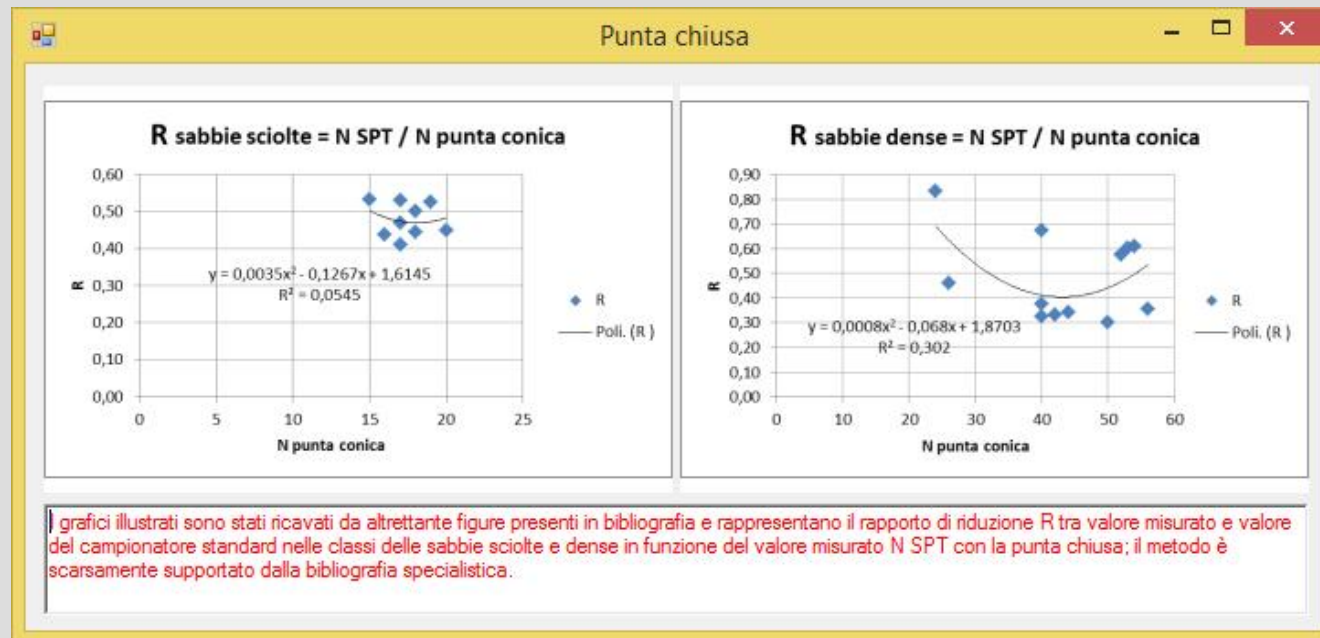 Punta chiusa
R sabbie sciolte = N SPT / N punta conica
0,60
0,50
0,40
0,30
0,20
0,10
0,00
R
y = 0,0035x² - 0,1267x + 1,6145
R² = 0,0545
R
Poli. (R )
0 5 10 15 20 25
N punta conica
R sabbie dense = N SPT / N punta conica
0,90
0,80
0,70
0,60
0,50
0,40
0,30
0,20
0,10
0,00
R
y = 0,0008x² - 0,068x + 1,8703
R² = 0,302
R
Poli. (R )
0 10 20 30 40 50 60
N punta conica
I grafici illustrati sono stati ricavati da altrettante figure presenti in bibliografia e rappresentano il rapporto di riduzione R tra valore misurato e valore
del campionatore standard nelle classi delle sabbie sciolte e dense in funzione del valore misurato N SPT con la punta chiusa; il metodo è
scarsamente supportato dalla bibliografia specialistica.